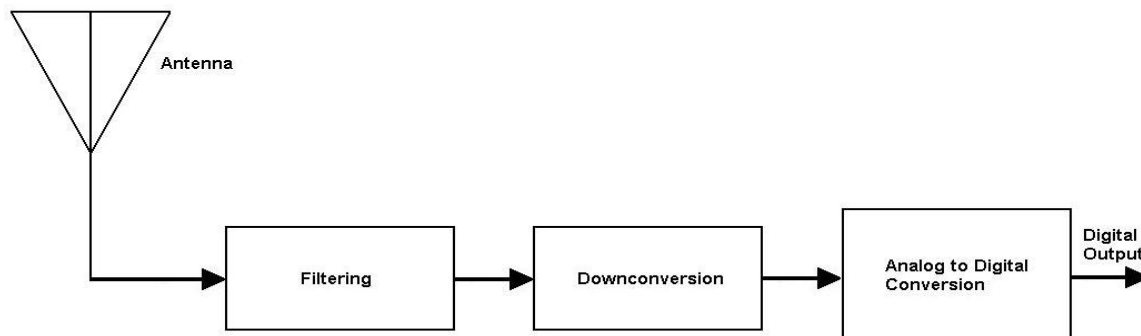 Antenna
Filtering
Downconversion
Analog to Digital
Conversion
Digital
Output